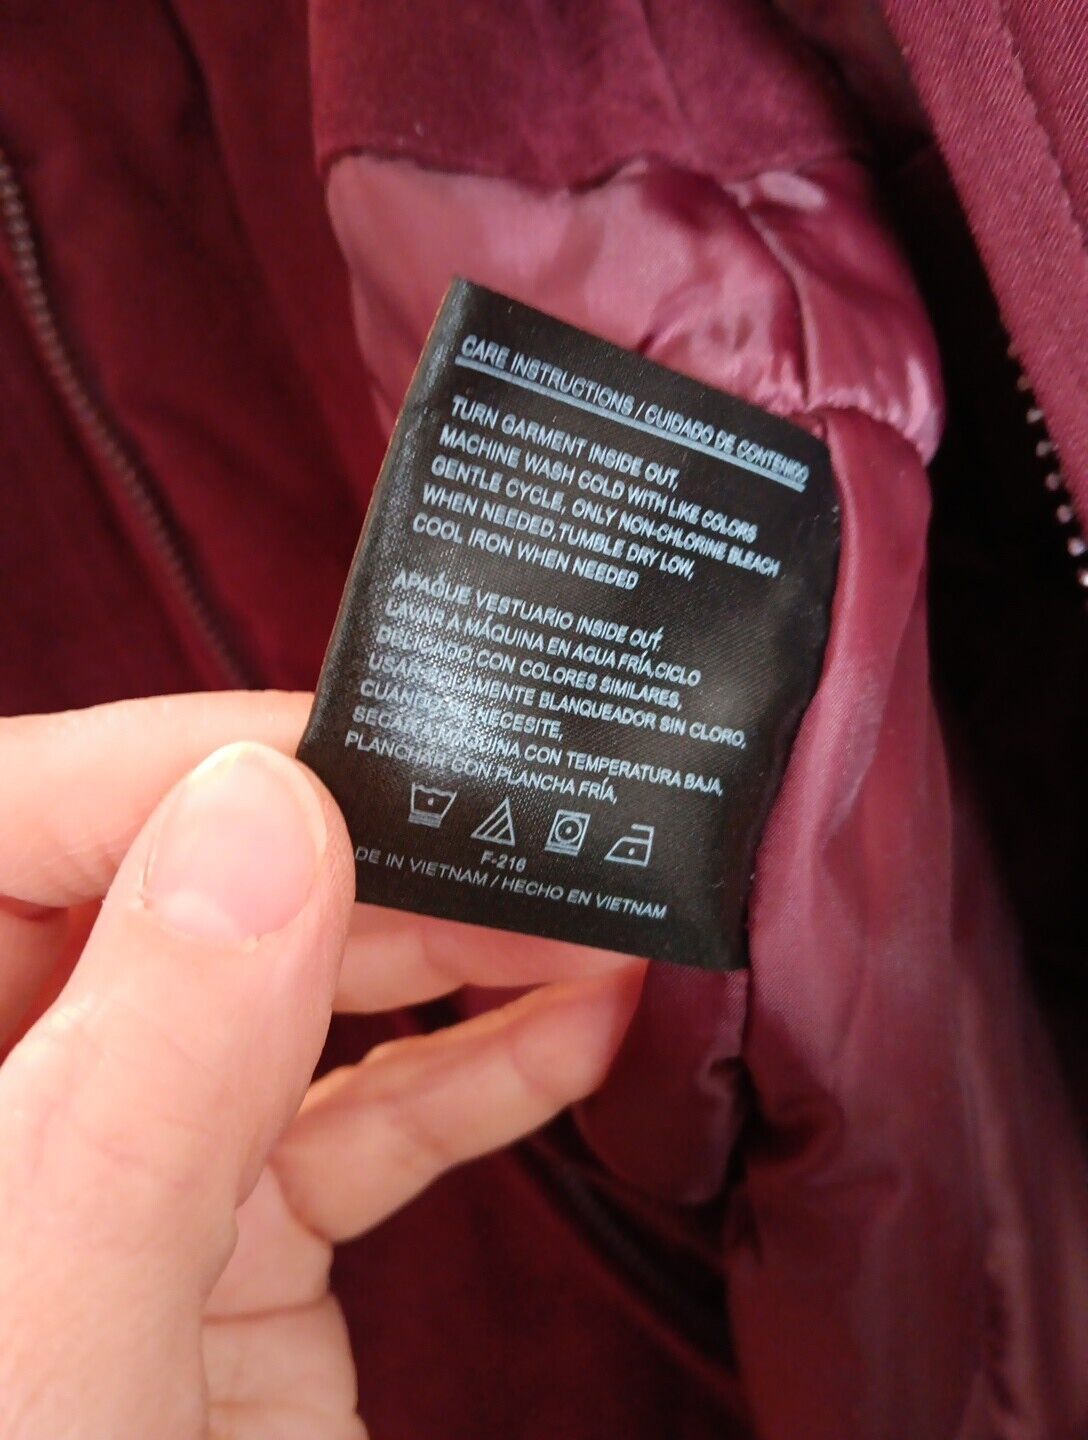 CARE INSTRUCTIONS / CUIDADO DE CONTENIDO
TURN GARMENT INSIDE OUT,
MACHINE WASH COLD WITH LIKE COLORS
GENTLE CYCLE, ONLY NON-CHLORINE BLEACH
WHEN NEEDED, TUMBLE DRY LOW,
COOL IRON WHEN NEEDED
APAGUE VESTUARIO INSIDE OUT,
LAVAR A MÁQUINA EN AGUA FRÍA, CICLO
DELICADO CON COLORES SIMILARES,
USAR SOLAMENTE BLANQUEADOR SIN CLORO,
CUANDO NECESITE,
SECAR MÁQUINA CON TEMPERATURA BAJA,
PLANCHAR CON PLANCHA FRÍA,
F-216
DE IN VIETNAM / HECHO EN VIETNAM